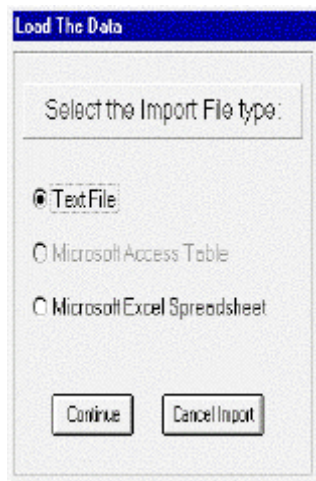 Load The Data
Select the Import File type:
Text File
Microsoft Access Table
Microsoft Excel Spreadsheet
Continue Cancel Import